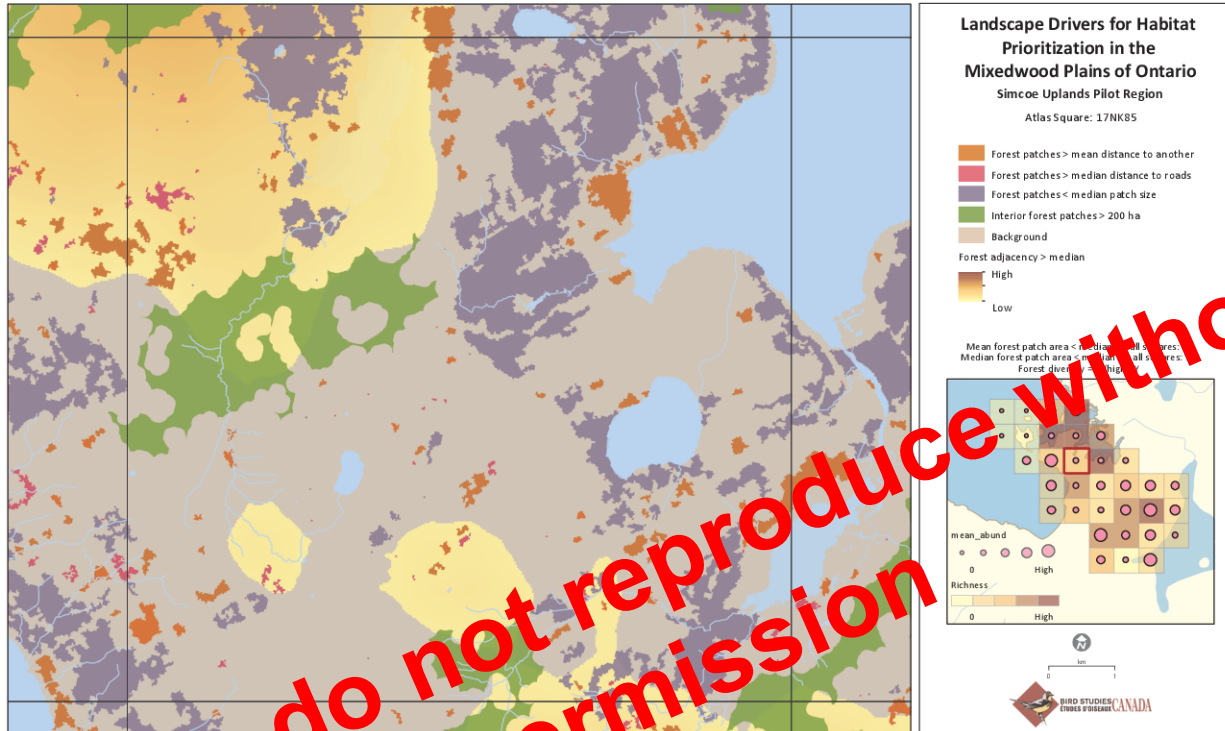 Landscape Drivers for Habitat
Prioritization in the
Mixedwood Plains of Ontario
Simcoe Uplands Pilot Region
Atlas Square: 17NK85
Forest patches > mean distance to another
Forest patches > median distance to roads
Forest patches < median patch size
Interior forest patches > 200 ha
Background
Forest adjacency > median
High
Low
Mean forest patch area <
Median forest patch area <
Forest
mean_abund
0 High
Richness
0 High
N
km
0 1
BIRD STUDIES
ÉTUDES D'OISEAUX CANADA
do not reproduce witho
ermission